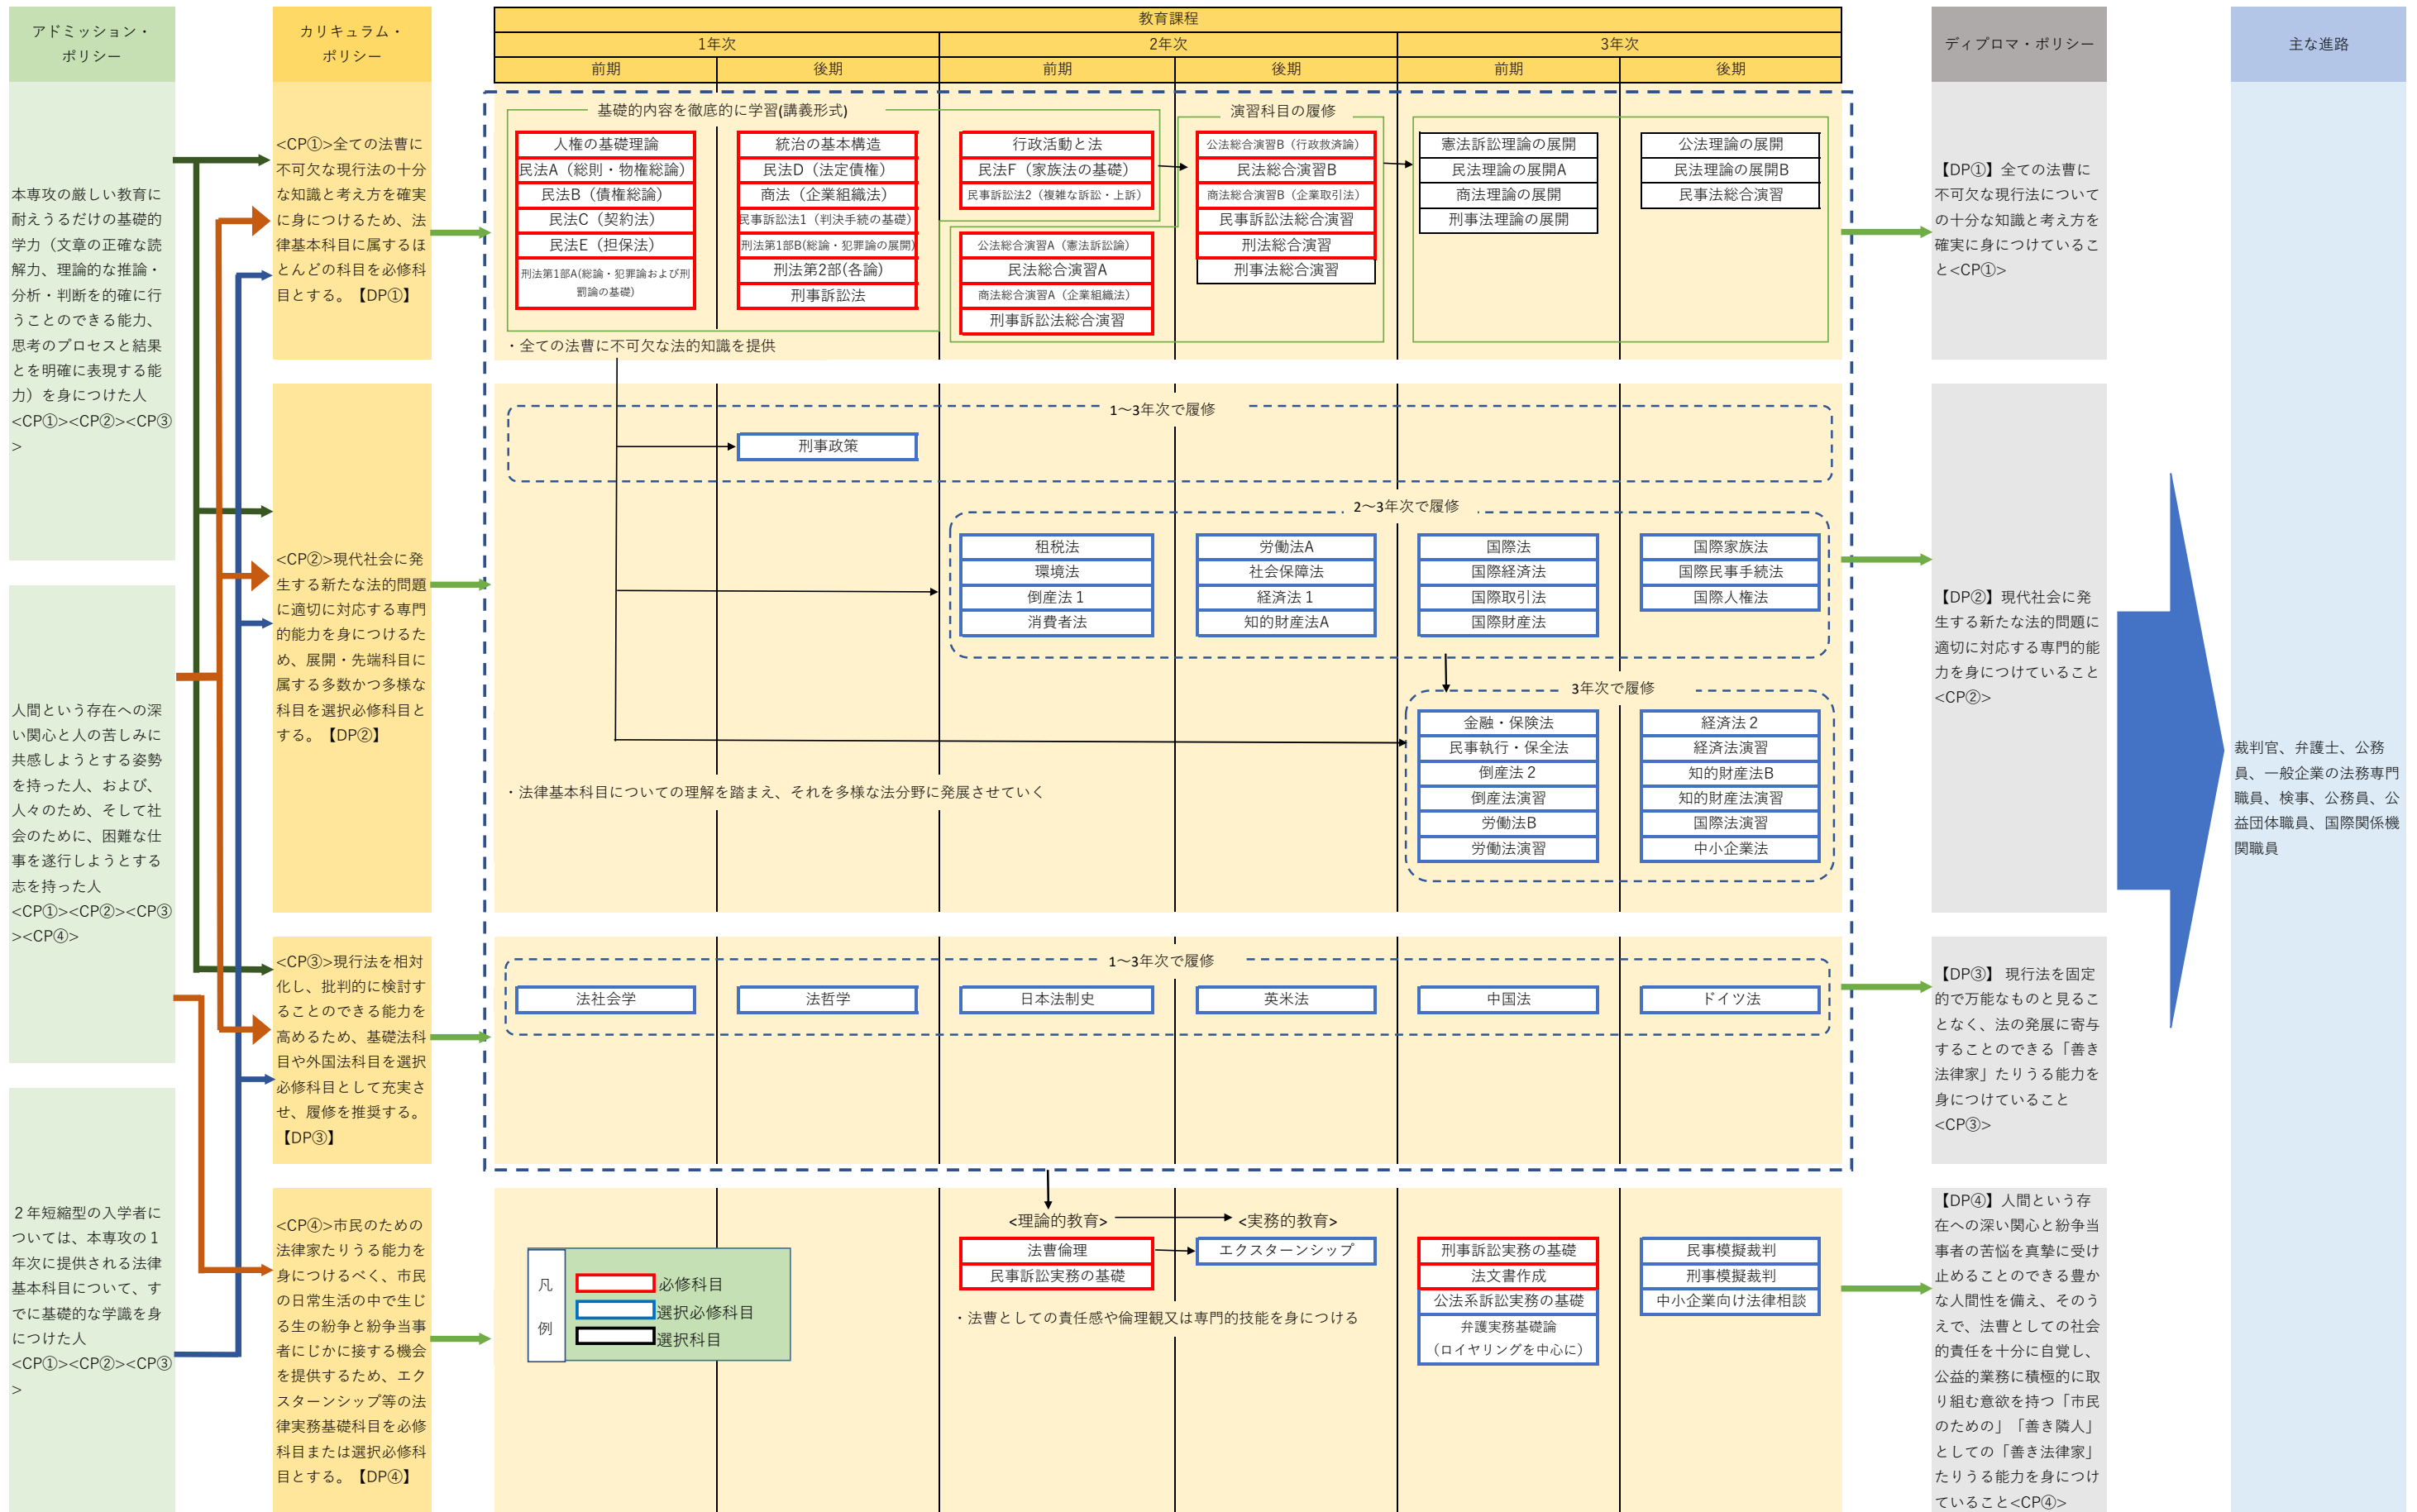 アドミッション・
ポリシー
本専攻の厳しい教育に
耐えうるだけの基礎的
学力（文章の正確な読
解力、理論的な推論・
分析・判断を的確に行
うことのできる能力、
思考のプロセスと結果
とを明確に表現する能
力）を身につけた人
<CP①><CP②><CP③
>
人間という存在への深
い関心と人の苦しみに
共感しようとする姿勢
を持った人、および、
人々のため、そして社
会のために、困難な仕
事を遂行しようとする
志を持った人
<CP①><CP②><CP③
><CP④>
２年短縮型の入学者に
ついては、本専攻の１
年次に提供される法律
基本科目について、す
でに基礎的な学識を身
につけた人
<CP①><CP②><CP③
>
カリキュラム・
ポリシー
<CP①>全ての法曹に
不可欠な現行法の十分
な知識と考え方を確実
に身につけるため、法
律基本科目に属するほ
とんどの科目を必修科
目とする。【DP①】
<CP②>現代社会に発
生する新たな法的問題
に適切に対応する専門
的能力を身につけるた
め、展開・先端科目に
属する多数かつ多様な
科目を選択必修科目と
する。【DP②】
<CP③>現行法を相対
化し、批判的に検討す
ることのできる能力を
高めるため、基礎法科
目や外国法科目を選択
必修科目として充実さ
せ、履修を推奨する。
【DP③】
<CP④>市民のための
法律家たりうる能力を
身につけるべく、市民
の日常生活の中で生じ
る生の紛争と紛争当事
者にじかに接する機会
を提供するため、エク
スターンシップ等の法
律実務基礎科目を必修
科目または選択必修科
目とする。【DP④】
教育課程
1年次
2年次
3年次
前期
後期
前期
後期
前期
後期
基礎的内容を徹底的に学習(講義形式)
演習科目の履修
人権の基礎理論
民法A（総則・物権総論）
民法B（債権総論）
民法C（契約法）
民法E（担保法）
刑法第1部A(総論・犯罪論および刑
罰論の基礎)
統治の基本構造
民法D（法定債権）
商法（企業組織法）
民事訴訟法1（判決手続の基礎）
刑法第1部B(総論・犯罪論の展開)
刑法第2部(各論)
刑事訴訟法
行政活動と法
民法F（家族法の基礎）
民事訴訟法2（複雑な訴訟・上訴）
公法総合演習A（憲法訴訟論）
民法総合演習A
商法総合演習A（企業組織法）
刑事訴訟法総合演習
公法総合演習B（行政救済論）
民法総合演習B
商法総合演習B（企業取引法）
民事訴訟法総合演習
刑法総合演習
刑事法総合演習
憲法訴訟理論の展開
民法理論の展開A
商法理論の展開
刑事法理論の展開
公法理論の展開
民法理論の展開B
民事法総合演習
・全ての法曹に不可欠な法的知識を提供
1～3年次で履修
刑事政策
2～3年次で履修
租税法
環境法
倒産法１
消費者法
労働法A
社会保障法
経済法１
知的財産法A
国際法
国際経済法
国際取引法
国際財産法
国際家族法
国際民事手続法
国際人権法
3年次で履修
金融・保険法
民事執行・保全法
倒産法２
倒産法演習
労働法B
労働法演習
経済法２
経済法演習
知的財産法B
知的財産法演習
国際法演習
中小企業法
・法律基本科目についての理解を踏まえ、それを多様な法分野に発展させていく
1～3年次で履修
法社会学
法哲学
日本法制史
英米法
中国法
ドイツ法
<理論的教育>
<実務的教育>
法曹倫理
民事訴訟実務の基礎
エクスターンシップ
・法曹としての責任感や倫理観又は専門的技能を身につける
刑事訴訟実務の基礎
法文書作成
公法系訴訟実務の基礎
弁護実務基礎論
（ロイヤリングを中心に）
民事模擬裁判
刑事模擬裁判
中小企業向け法律相談
凡
例
必修科目
選択必修科目
選択科目
ディプロマ・ポリシー
【DP①】全ての法曹に
不可欠な現行法について
の十分な知識と考え方を
確実に身につけているこ
と<CP①>
【DP②】現代社会に発
生する新たな法的問題に
適切に対応する専門的能
力を身につけていること
<CP②>
【DP③】 現行法を固定
的で万能なものと見るこ
となく、法の発展に寄与
することのできる「善き
法律家」たりうる能力を
身につけていること
<CP③>
【DP④】人間という存
在への深い関心と紛争当
事者の苦悩を真摯に受け
止めることのできる豊か
な人間性を備え、そのう
えで、法曹としての社会
的責任を十分に自覚し、
公益的業務に積極的に取
り組む意欲を持つ「市民
のための」「善き隣人」
としての「善き法律家」
たりうる能力を身につけ
ていること<CP④>
主な進路
裁判官、弁護士、公務
員、一般企業の法務専門
職員、検事、公務員、公
益団体職員、国際関係機
関職員